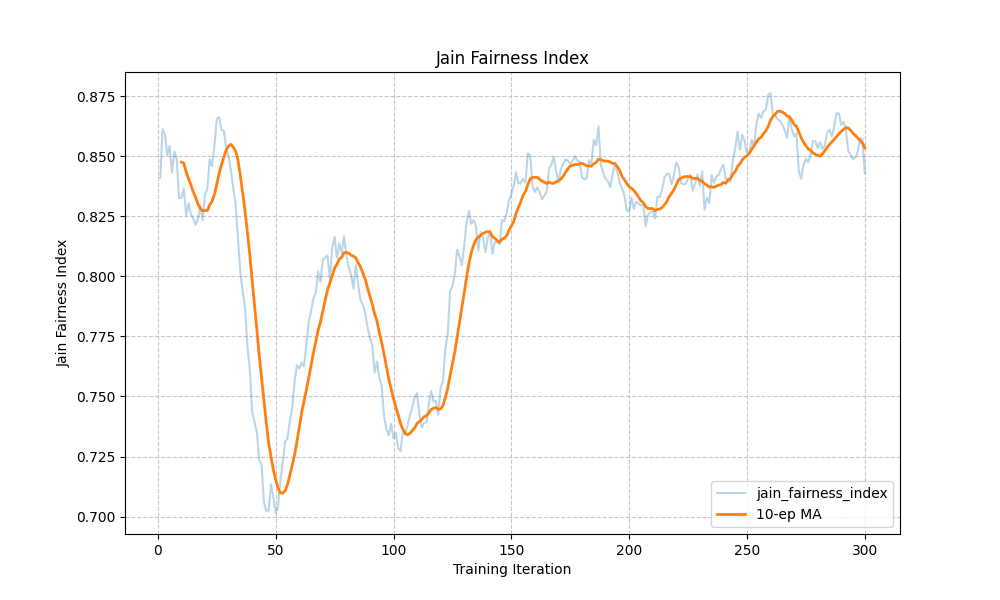 Jain Fairness Index
Jain Fairness Index
0.875
0.850
0.825
0.800
0.775
0.750
0.725
0.700
jain_fairness_index
10-ep MA
0 50 100 150 200 250 300
Training Iteration